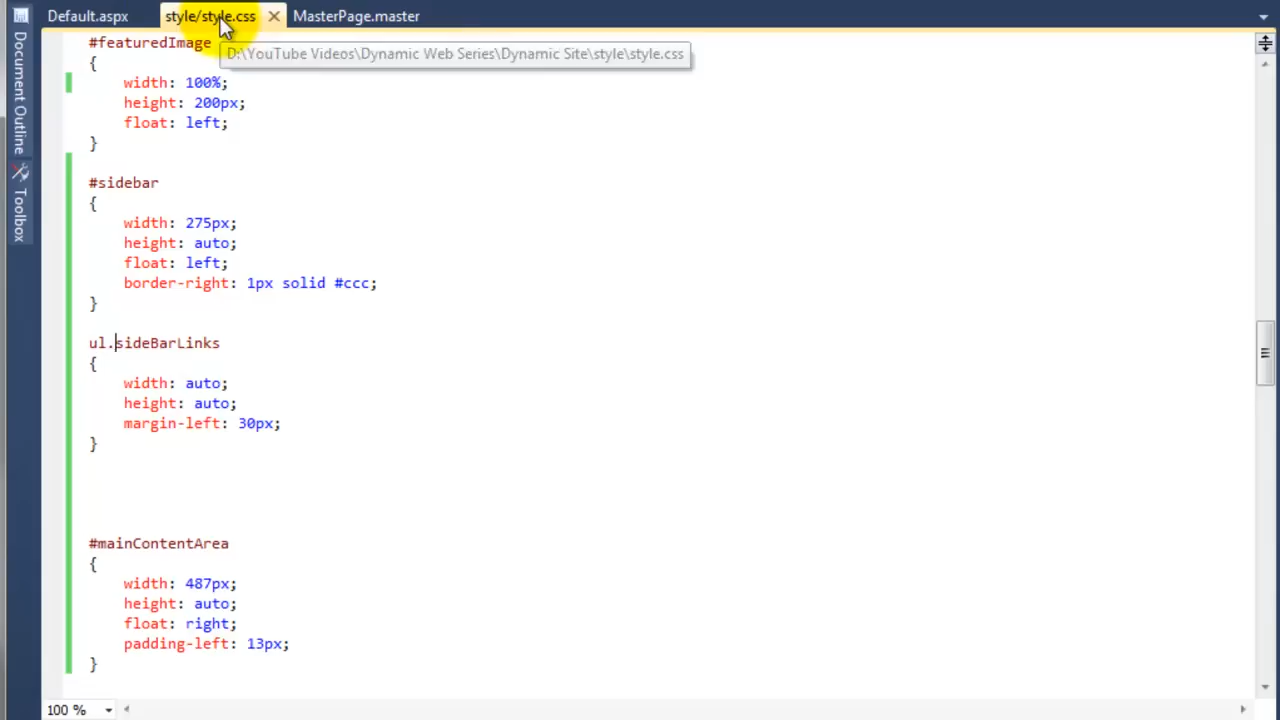 Default.aspx style/style.css MasterPage.master
D:\YouTube Videos\Dynamic Web Series\Dynamic Site\style\style.css
Document Outline
Toolbox
#featuredImage
{
width: 100%;
height: 200px;
float: left;
}
#sidebar
{
width: 275px;
height: auto;
float: left;
border-right: 1px solid #ccc;
}
ul.sideBarLinks
{
width: auto;
height: auto;
margin-left: 30px;
}
#mainContentArea
{
width: 487px;
height: auto;
float: right;
padding-left: 13px;
}
100 %